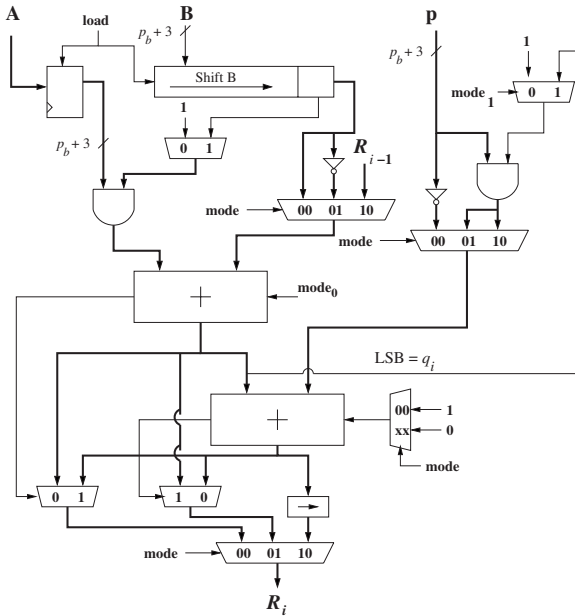 A
load
B
p_b + 3
p
p_b + 3
1
Shift B
mode_1
0 1
1
p_b + 3
0 1
R_{i-1}
mode
00 01 10
mode
00 01 10
mode_0
LSB = q_i
00
1
xx
0
mode
0 1
1 0
mode
00 01 10
R_i